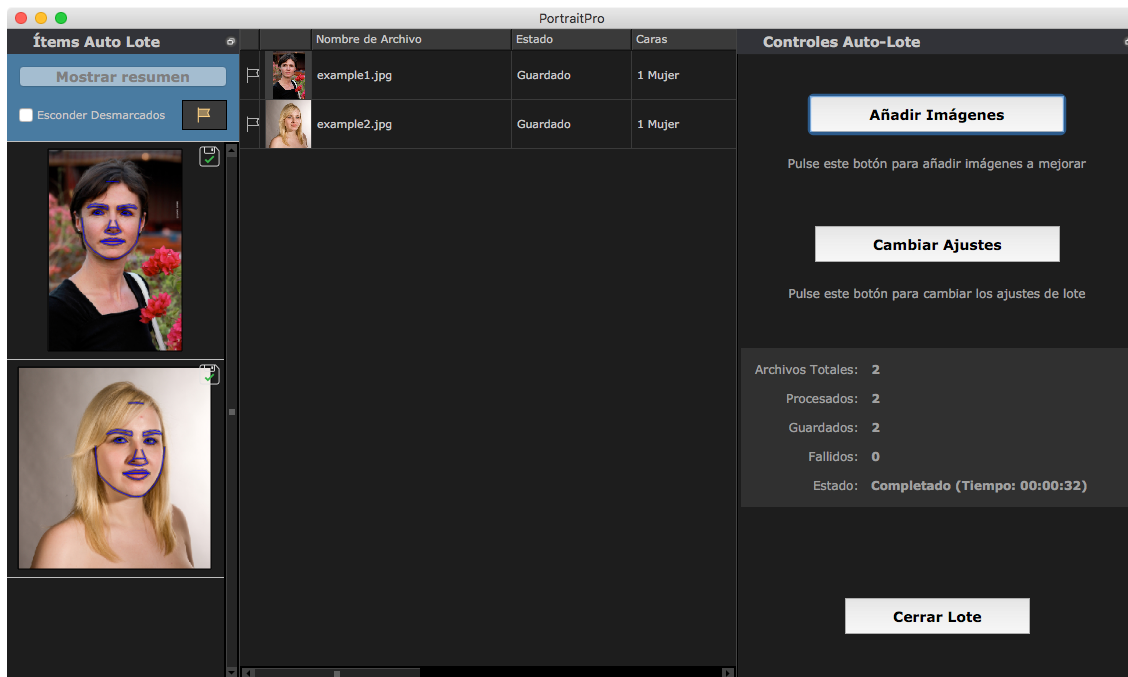 PortraitPro
Ítems Auto Lote
Mostrar resumen
Esconder Desmarcados
Nombre de Archivo Estado Caras
example1.jpg Guardado 1 Mujer
example2.jpg Guardado 1 Mujer
Controles Auto-Lote
Añadir Imágenes
Pulse este botón para añadir imágenes a mejorar
Cambiar Ajustes
Pulse este botón para cambiar los ajustes de lote
Archivos Totales: 2
Procesados: 2
Guardados: 2
Fallidos: 0
Estado: Completado (Tiempo: 00:00:32)
Cerrar Lote